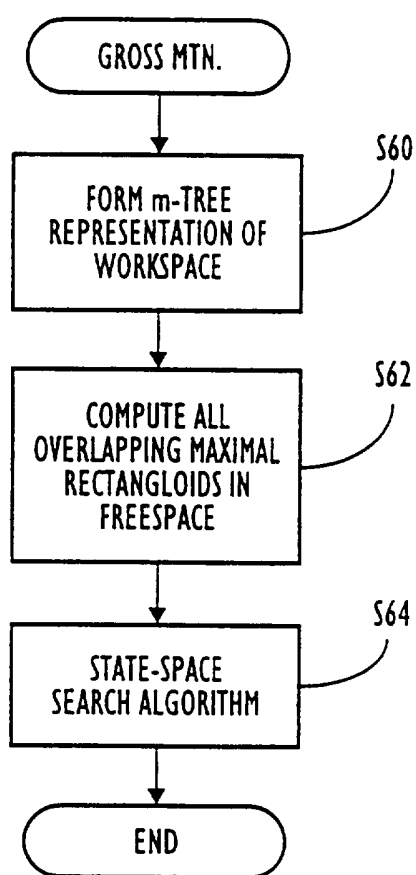 GROSS MTN.
S60
FORM m-TREE
REPRESENTATION OF
WORKSPACE
S62
COMPUTE ALL
OVERLAPPING MAXIMAL
RECTANGLOIDS IN
FREESPACE
S64
STATE-SPACE
SEARCH ALGORITHM
END